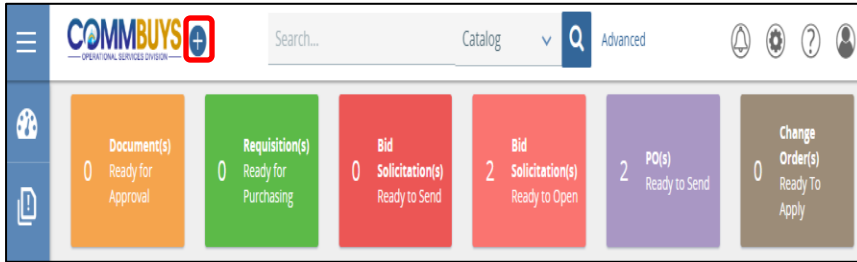 COMMBUYS
OPERATIONAL SERVICES DIVISION
Search...
Catalog
Advanced
0
Document(s)
Ready for
Approval
0
Requisition(s)
Ready for
Purchasing
0
Bid
Solicitation(s)
Ready to Send
2
Bid
Solicitation(s)
Ready to Open
2
PO(s)
Ready to Send
0
Change
Order(s)
Ready To
Apply